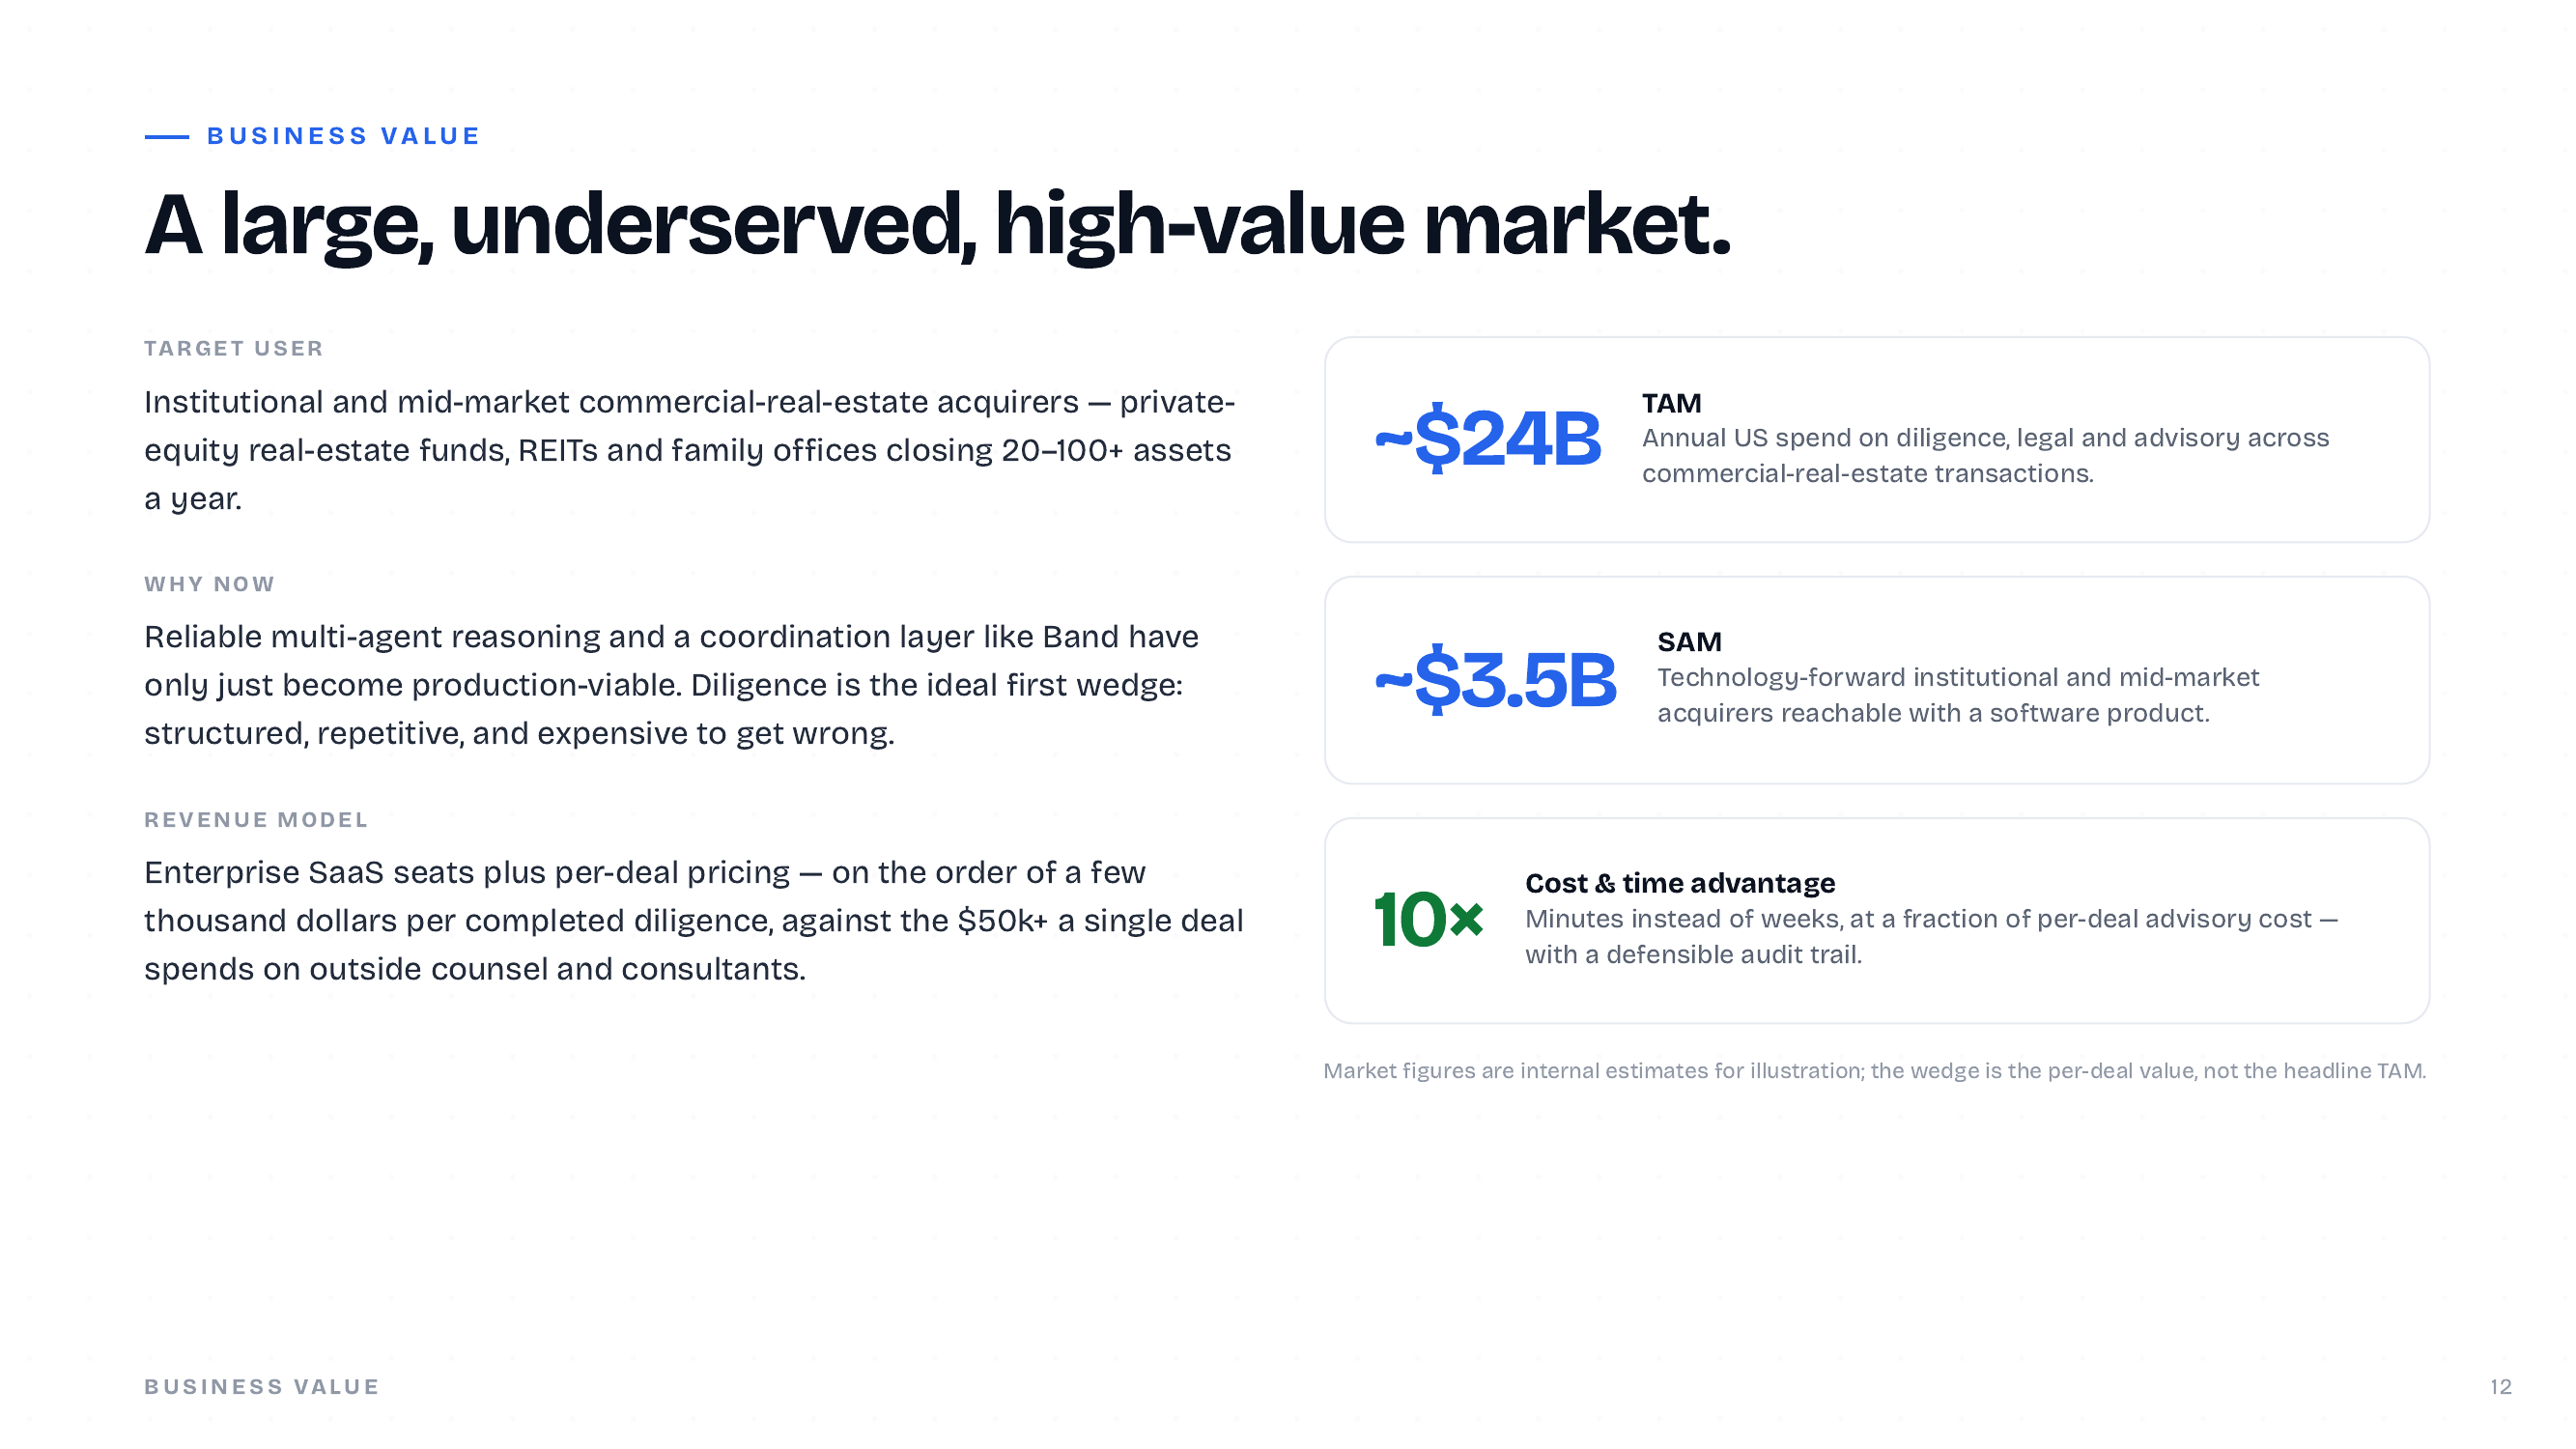 BUSINESS VALUE
A large, underserved, high-value market.
TARGET USER
Institutional and mid-market commercial-real-estate acquirers — private-
equity real-estate funds, REITs and family offices closing 20–100+ assets
a year.
WHY NOW
Reliable multi-agent reasoning and a coordination layer like Band have
only just become production-viable. Diligence is the ideal first wedge:
structured, repetitive, and expensive to get wrong.
REVENUE MODEL
Enterprise SaaS seats plus per-deal pricing — on the order of a few
thousand dollars per completed diligence, against the $50k+ a single deal
spends on outside counsel and consultants.
~$24B
TAM
Annual US spend on diligence, legal and advisory across
commercial-real-estate transactions.
~$3.5B
SAM
Technology-forward institutional and mid-market
acquirers reachable with a software product.
10×
Cost & time advantage
Minutes instead of weeks, at a fraction of per-deal advisory cost —
with a defensible audit trail.
Market figures are internal estimates for illustration; the wedge is the per-deal value, not the headline TAM.
BUSINESS VALUE
12